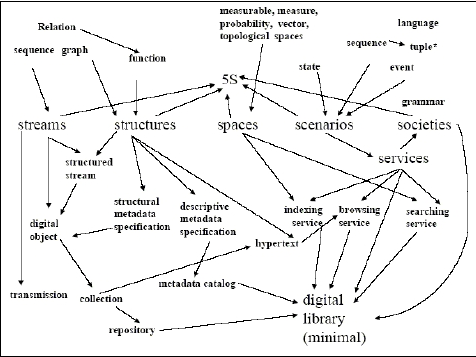 Relation
sequence graph
function
measurable, measure,
probability, vector,
topological spaces
language
sequence
tuple*
state
event
5S
grammar
streams
structures
spaces
scenarios
societies
services
structured
stream
structural
metadata
specification
descriptive
metadata
specification
indexing
service
browsing
service
searching
service
digital
object
hypertext
transmission
collection
metadata catalog
repository
digital
library
(minimal)